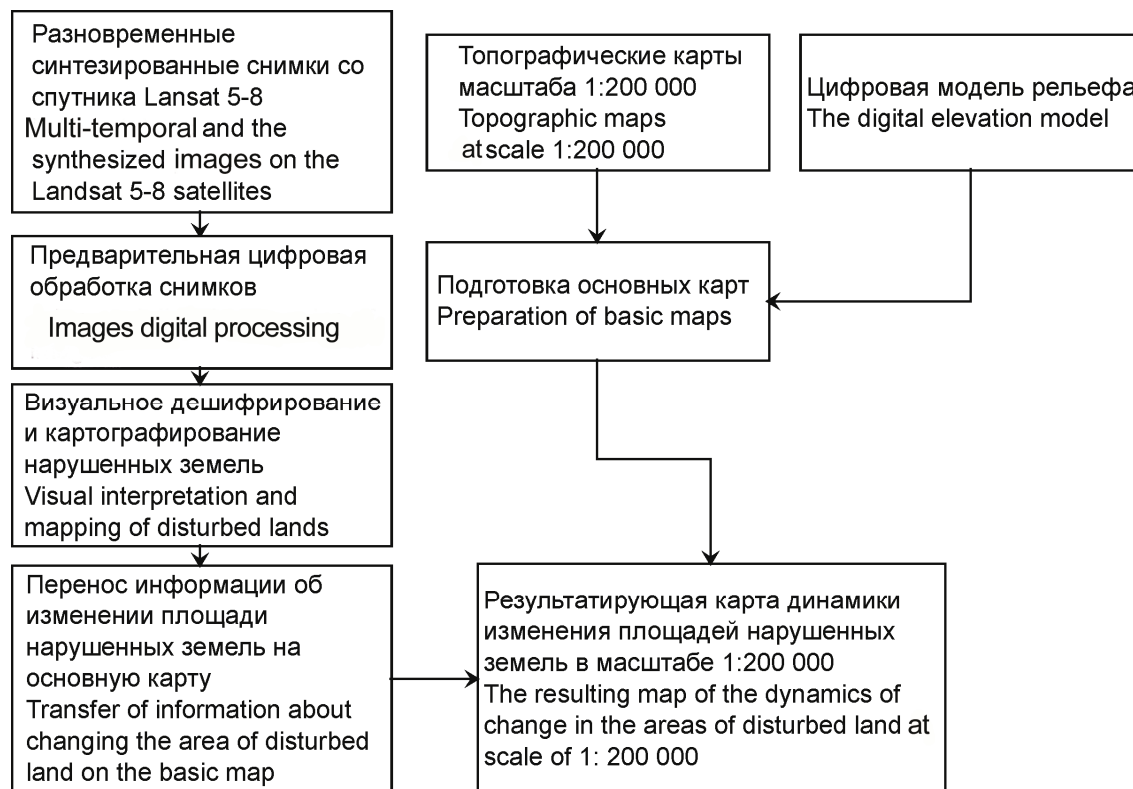 Разновременные
синтезированные снимки со
спутника Lansat 5-8
Multi-temporal and the
synthesized images on the
Landsat 5-8 satellites
Топографические карты
масштаба 1:200 000
Topographic maps
at scale 1:200 000
Цифровая модель рельефа
The digital elevation model
Предварительная цифровая
обработка снимков
Images digital processing
Подготовка основных карт
Preparation of basic maps
Визуальное дешифрирование
и картографирование
нарушенных земель
Visual interpretation and
mapping of disturbed lands
Перенос информации об
изменении площади
нарушенных земель на
основную карту
Transfer of information about
changing the area of disturbed
land on the basic map
Результатирующая карта динамики
изменения площадей нарушенных
земель в масштабе 1:200 000
The resulting map of the dynamics of
change in the areas of disturbed land at
scale of 1: 200 000